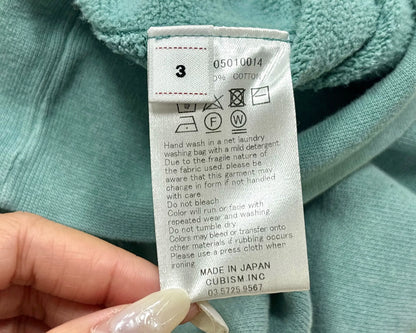 3
05010014
0% COTTON
F W
Hand wash in a net laundry
washing bag with a mild detergent.
Due to the fragile nature of
the fabric used, please be
aware that this garment may
change in form if not handled
with care.
Do not bleach
Color will run or fade with
repeated wear and washing
Do not tumble dry
Colors may bleed or transfer onto
other materials if rubbing occurs
Please use a press cloth when
ironing
MADE IN JAPAN
CUBISM INC
03 5725 9567